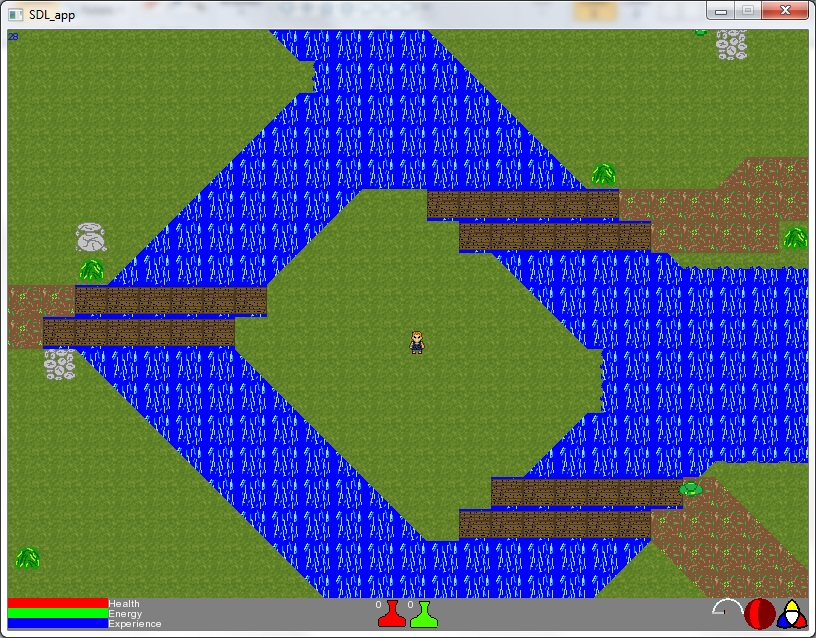 SDL_app
28
Health
Energy
Experience
0 0